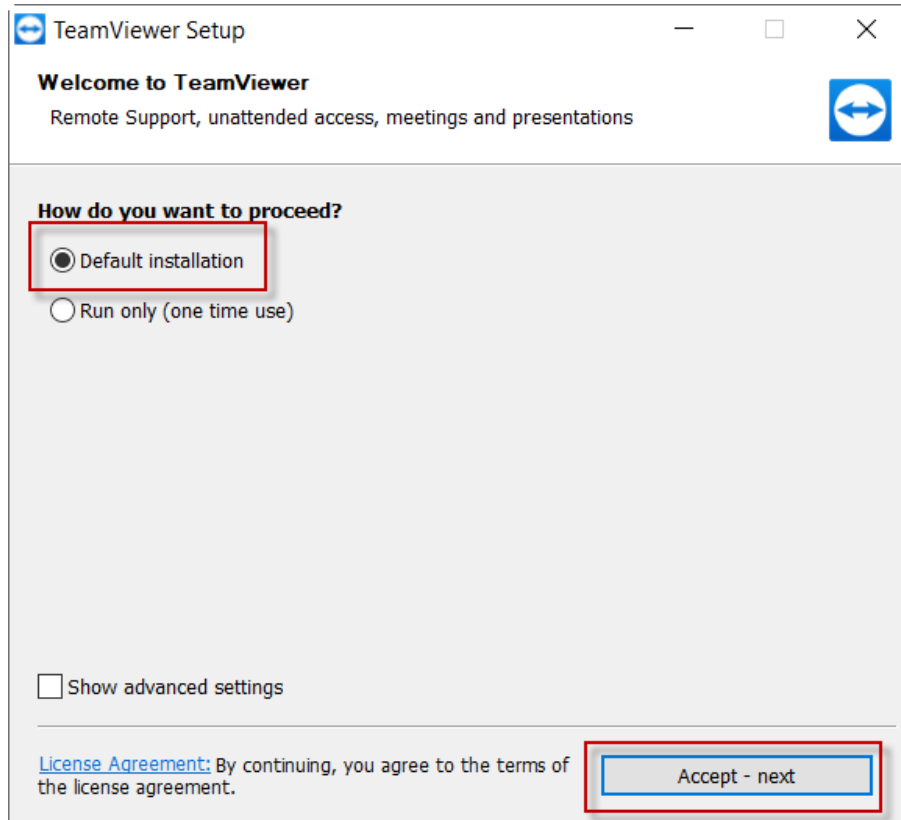 TeamViewer Setup
Welcome to TeamViewer
Remote Support, unattended access, meetings and presentations
How do you want to proceed?
Default installation
Run only (one time use)
Show advanced settings
License Agreement: By continuing, you agree to the terms of
the license agreement.
Accept - next